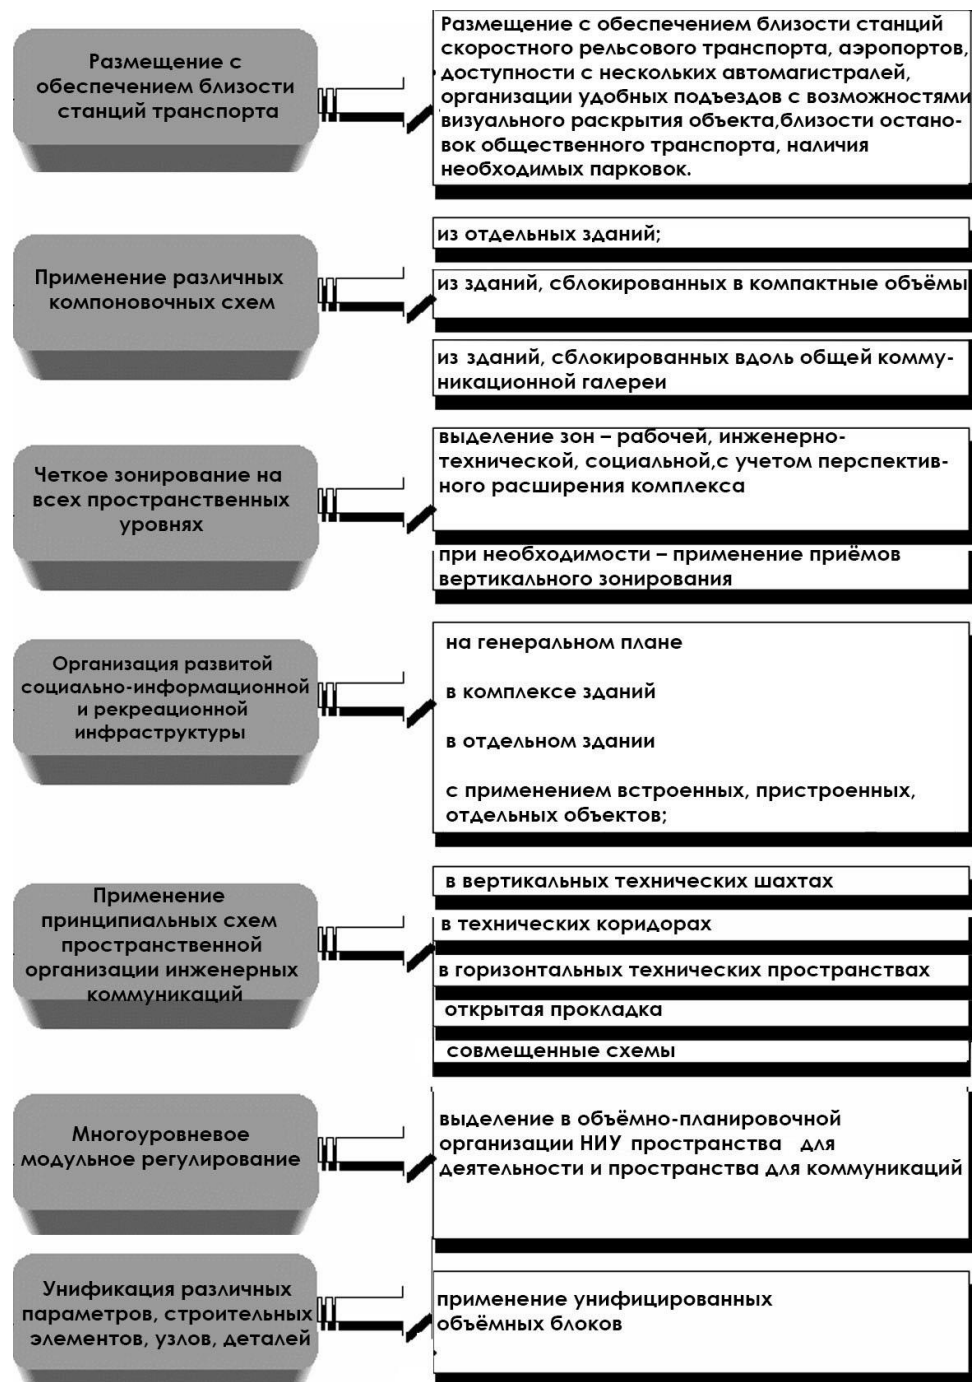 Размещение с
обеспечением близости
станций транспорта
Размещение с обеспечением близости станций
скоростного рельсового транспорта, аэропортов,
доступности с нескольких автомагистралей,
организации удобных подъездов с возможностями
визуального раскрытия объекта,близости остано-
вок общественного транспорта, наличия
необходимых парковок.
Применение различных
компоновочных схем
из отдельных зданий;
из зданий, сблокированных в компактные объёмы
из зданий, сблокированных вдоль общей комму-
никационной галереи
Четкое зонирование на
всех пространственных
уровнях
выделение зон – рабочей, инженерно-
технической, социальной,с учетом перспектив-
ного расширения комплекса
при необходимости – применение приёмов
вертикального зонирования
Организация развитой
социально-информационной
и рекреационной
инфраструктуры
на генеральном плане
в комплексе зданий
в отдельном здании
с применением встроенных, пристроенных,
отдельных объектов;
Применение
принципиальных схем
пространственной
организации инженерных
коммуникаций
в вертикальных технических шахтах
в технических коридорах
в горизонтальных технических пространствах
открытая прокладка
совмещенные схемы
Многоуровневое
модульное регулирование
выделение в объёмно-планировочной
организации НИУ пространства для
деятельности и пространства для коммуникаций
Унификация различных
параметров, строительных
элементов, узлов, деталей
применение унифицированных
объёмных блоков